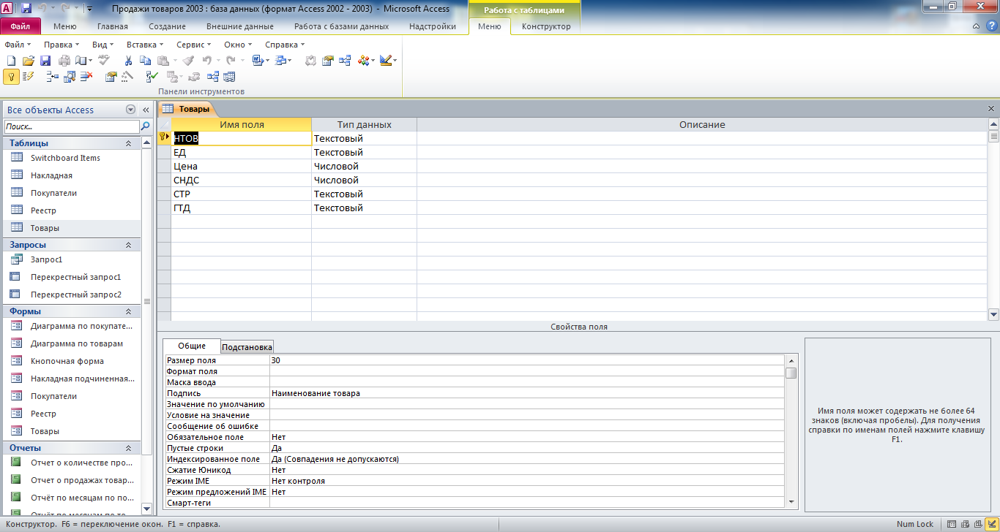 Продажи товаров 2003 : база данных (формат Access 2002 - 2003) - Microsoft Access
Работа с таблицами
Файл Меню Главная Создание Внешние данные Работа с базами данных Надстройки Меню Конструктор
Файл Правка Вид Вставка Сервис Окно Справка
Панели инструментов
Все объекты Access
Поиск...
Таблицы
Switchboard Items
Накладная
Покупатели
Реестр
Товары
Запросы
Запрос1
Перекрестный запрос1
Перекрестный запрос2
Формы
Диаграмма по покупате...
Диаграмма по товарам
Кнопочная форма
Накладная подчиненная...
Покупатели
Реестр
Товары
Отчеты
Отчет о количестве про...
Отчет о продажах товар...
Отчёт по месяцам по по...
Отчёт по месяцам по то...
Товары
Имя поля Тип данных Описание
НТОВ Текстовый
ЕД Текстовый
Цена Числовой
СНДС Числовой
СТР Текстовый
ГТД Текстовый
Свойства поля
Общие Подстановка
Размер поля 30
Формат поля
Маска ввода
Подпись Наименование товара
Значение по умолчанию
Условие на значение
Сообщение об ошибке
Обязательное поле Нет
Пустые строки Да
Индексированное поле Да (Совпадения не допускаются)
Сжатие Юникод Нет
Режим IME Нет контроля
Режим предложений IME Нет
Смарт-теги
Имя поля может содержать не более 64
знаков (включая пробелы). Для получения
справки по именам полей нажмите клавишу
F1.
Конструктор. F6 = переключение окон. F1 = справка.
Num Lock